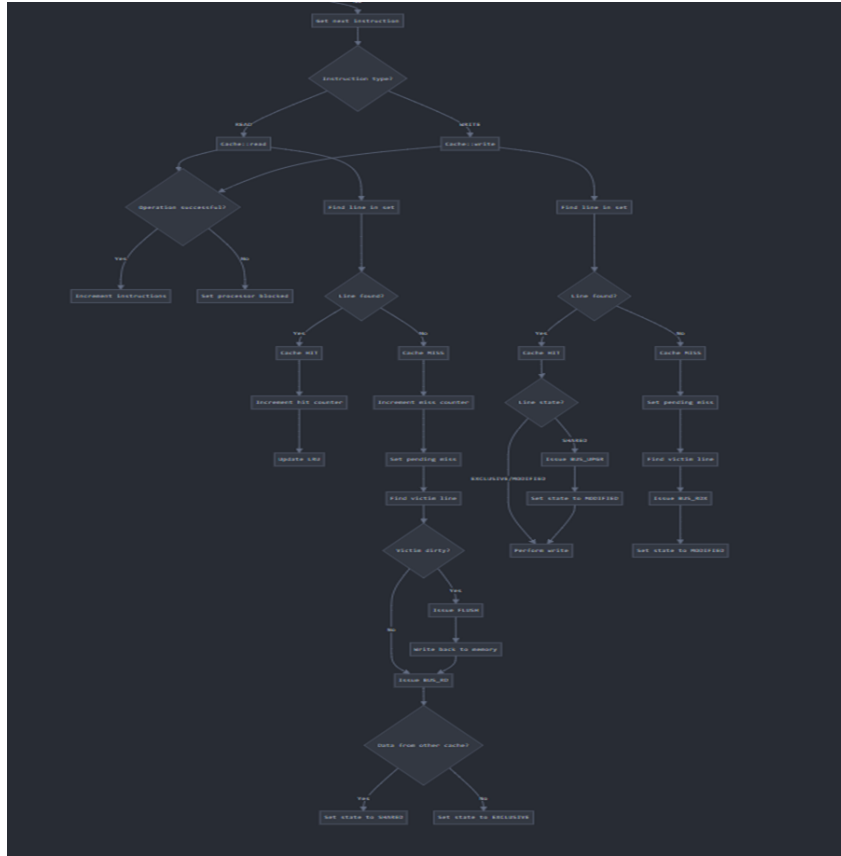 Get next instruction
Instruction type?
READ
WRITE
Cache::read
Cache::write
Operation successful?
Find line in set
Find line in set
Yes
No
Increment instructions
Set processor blocked
Line found?
Line found?
Yes
No
Yes
No
Cache HIT
Cache MISS
Cache HIT
Cache MISS
Increment hit counter
Increment miss counter
Line state?
Set pending miss
SHARED
Update LRU
Set pending miss
Issue BUS_UPGR
Find victim line
EXCLUSIVE/MODIFIED
Find victim line
Set state to MODIFIED
Issue BUS_RDX
Victim dirty?
Perform write
Set state to MODIFIED
Yes
Issue FLUSH
No
Write back to memory
Issue BUS_RD
Data from other cache?
Yes
No
Set state to SHARED
Set state to EXCLUSIVE